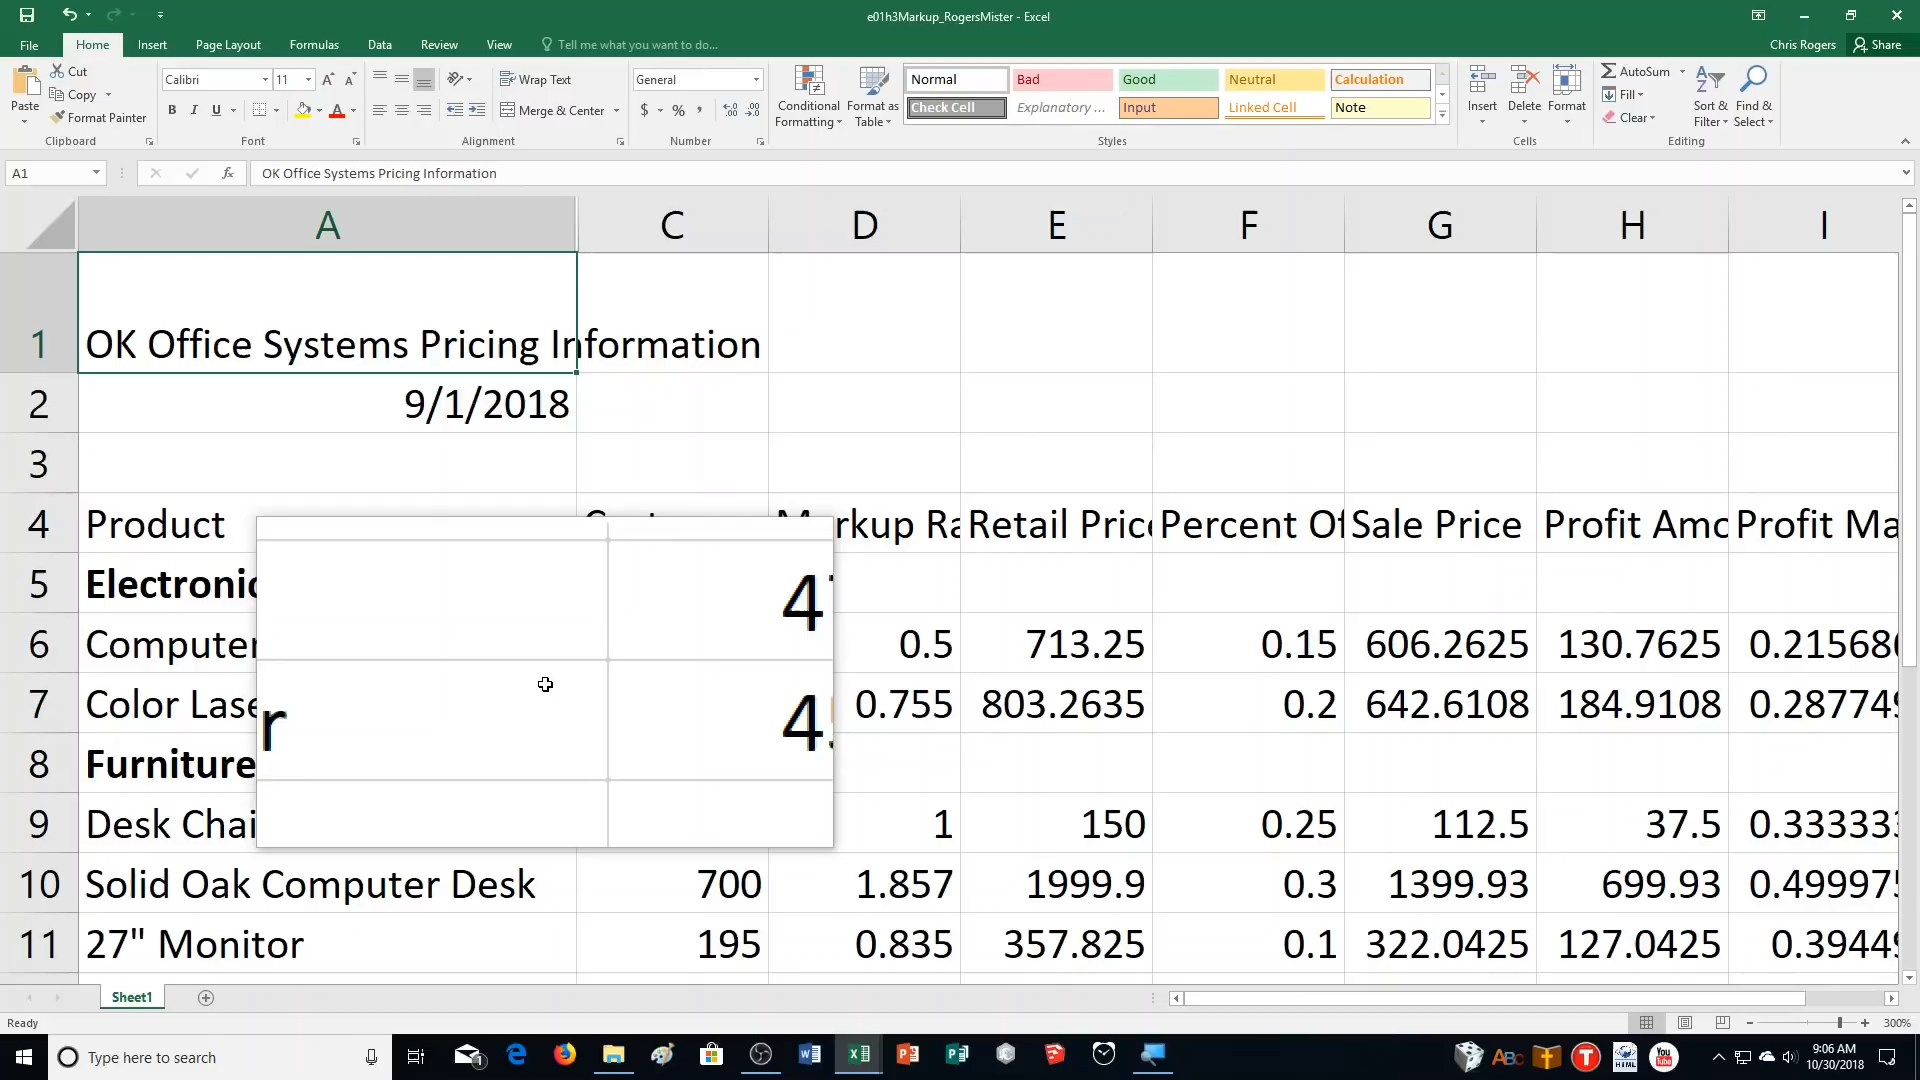 e01h3Markup_RogersMister - Excel
File Home Insert Page Layout Formulas Data Review View Tell me what you want to do... Chris Rogers Share
Paste
Cut
Copy
Format Painter
Clipboard
Calibri 11
B I U
Font
Wrap Text
Merge & Center
Alignment
General
$ % ,
Number
Conditional Formatting
Format as Table
Normal Bad Good Neutral Calculation
Check Cell Explanatory ... Input Linked Cell Note
Styles
Insert Delete Format
Cells
AutoSum
Fill
Clear
Sort & Filter
Find & Select
Editing
A1 fx OK Office Systems Pricing Information
A C D E F G H I
1 OK Office Systems Pricing Information
2 9/1/2018
3
4 Product rkup Ra Retail Price Percent Of Sale Price Profit Amo Profit Ma
5 Electronic
4
6 Computer 0.5 713.25 0.15 606.2625 130.7625 0.21568
7 Color Lase r 45 0.755 803.2635 0.2 642.6108 184.9108 0.287749
8 Furniture
9 Desk Chai 1 150 0.25 112.5 37.5 0.333333
10 Solid Oak Computer Desk 700 1.857 1999.9 0.3 1399.93 699.93 0.499975
11 27" Monitor 195 0.835 357.825 0.1 322.0425 127.0425 0.39449
Sheet1
Ready 300%
Type here to search
9:06 AM
10/30/2018